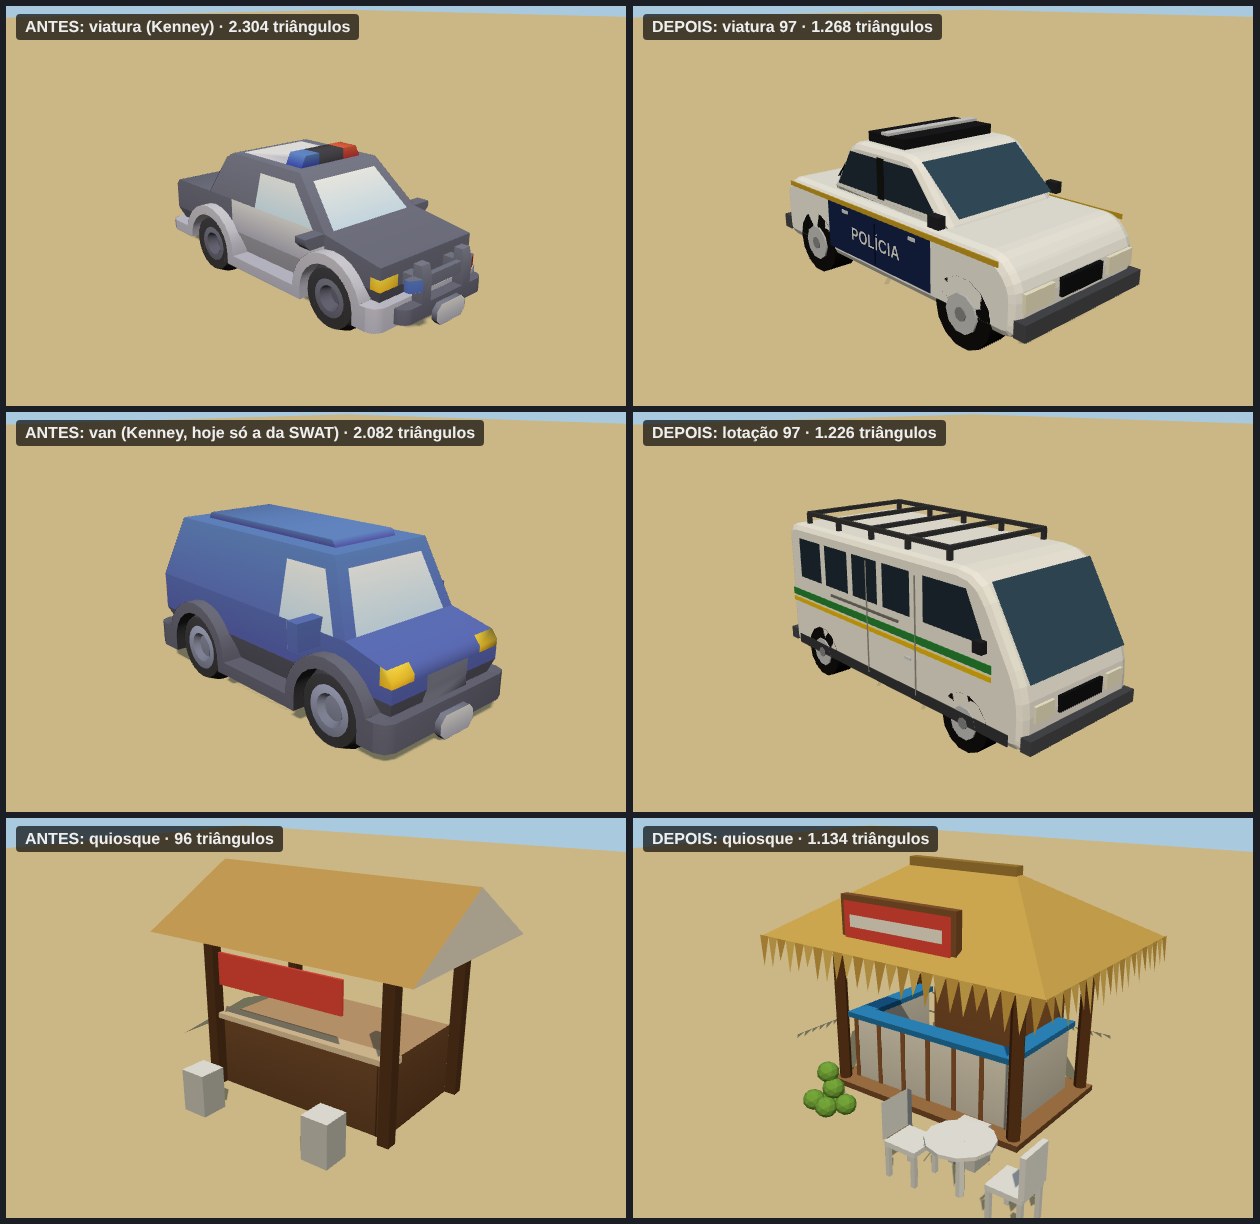 ANTES: viatura (Kenney) · 2.304 triângulos
DEPOIS: viatura 97 · 1.268 triângulos
POLÍCIA
ANTES: van (Kenney, hoje só a da SWAT) · 2.082 triângulos
DEPOIS: lotação 97 · 1.226 triângulos
ANTES: quiosque · 96 triângulos
DEPOIS: quiosque · 1.134 triângulos